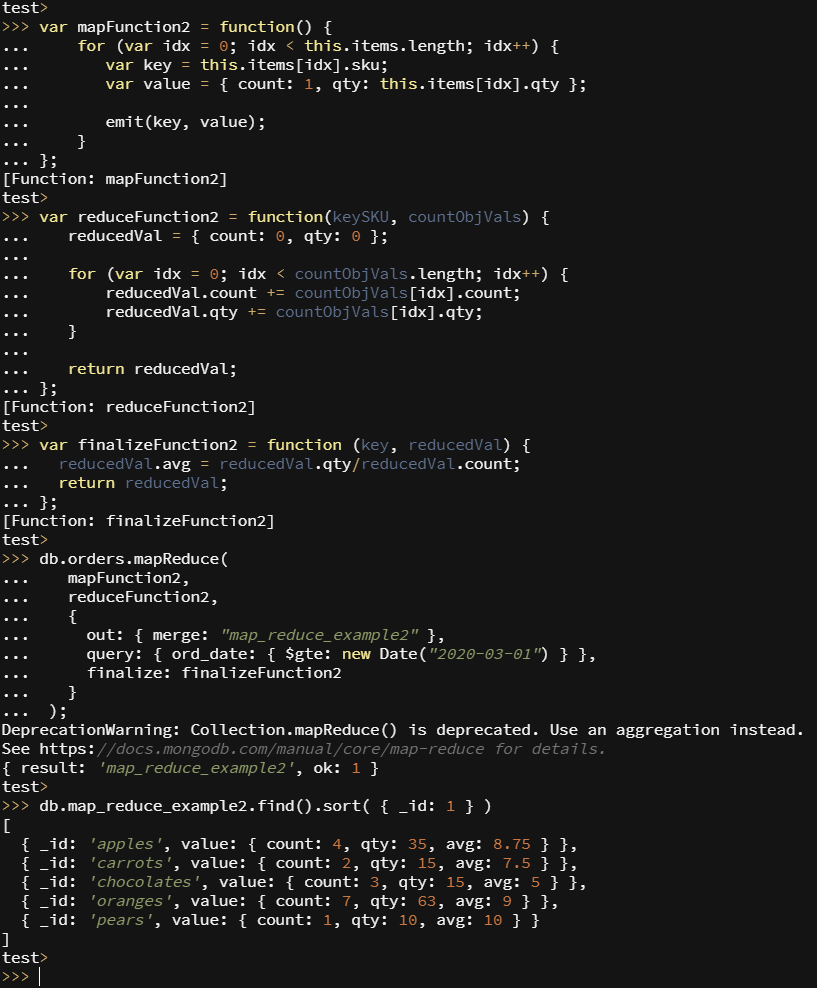 test>
>>> var mapFunction2 = function() {
...     for (var idx = 0; idx < this.items.length; idx++) {
...        var key = this.items[idx].sku;
...        var value = { count: 1, qty: this.items[idx].qty };
...
...        emit(key, value);
...     }
... };
[Function: mapFunction2]
test>
>>> var reduceFunction2 = function(keySKU, countObjVals) {
...    reducedVal = { count: 0, qty: 0 };
...
...    for (var idx = 0; idx < countObjVals.length; idx++) {
...        reducedVal.count += countObjVals[idx].count;
...        reducedVal.qty += countObjVals[idx].qty;
...    }
...
...    return reducedVal;
... };
[Function: reduceFunction2]
test>
>>> var finalizeFunction2 = function (key, reducedVal) {
...   reducedVal.avg = reducedVal.qty/reducedVal.count;
...   return reducedVal;
... };
[Function: finalizeFunction2]
test>
>>> db.orders.mapReduce(
...    mapFunction2,
...    reduceFunction2,
...    {
...      out: { merge: "map_reduce_example2" },
...      query: { ord_date: { $gte: new Date("2020-03-01") } },
...      finalize: finalizeFunction2
...    }
...  );
DeprecationWarning: Collection.mapReduce() is deprecated. Use an aggregation instead.
See https://docs.mongodb.com/manual/core/map-reduce for details.
{ result: 'map_reduce_example2', ok: 1 }
test>
>>> db.map_reduce_example2.find().sort( { _id: 1 } )
[
  { _id: 'apples', value: { count: 4, qty: 35, avg: 8.75 } },
  { _id: 'carrots', value: { count: 2, qty: 15, avg: 7.5 } },
  { _id: 'chocolates', value: { count: 3, qty: 15, avg: 5 } },
  { _id: 'oranges', value: { count: 7, qty: 63, avg: 9 } },
  { _id: 'pears', value: { count: 1, qty: 10, avg: 10 } }
]
test>
>>>